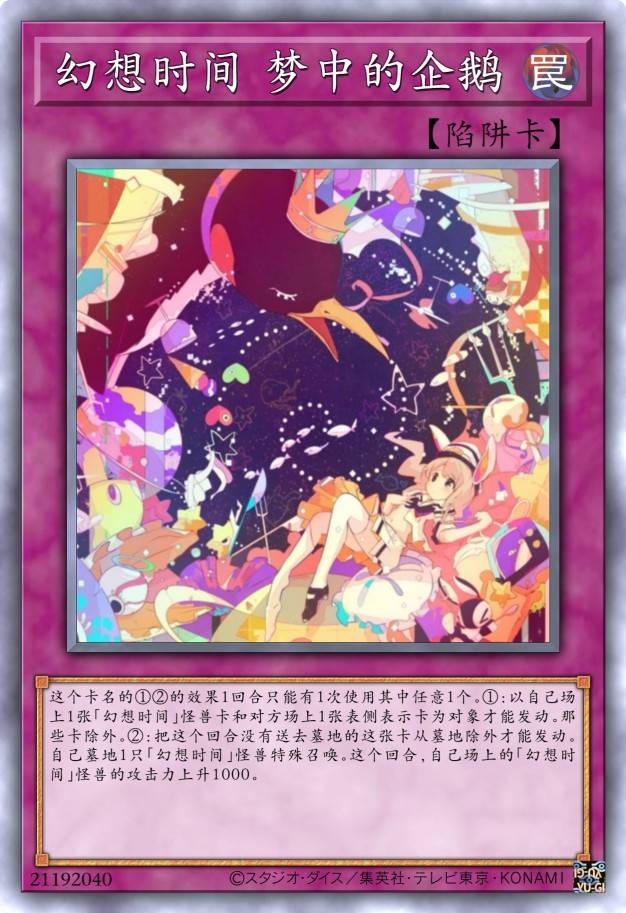 幻想时间 梦中的企鹅 罠
【陷阱卡】
这个卡名的①②的效果1回合只能有1次使用其中任意1个。①:以自己场
上1张「幻想时间」怪兽卡和对方场上1张表侧表示卡为对象才能发动。那
些卡除外。②:把这个回合没有送去墓地的这张卡从墓地除外才能发动。
自己墓地1只「幻想时间」怪兽特殊召唤。这个回合,自己场上的「幻想时
间」怪兽的攻击力上升1000。
21192040 ©スタジオ·ダイス／集英社·テレビ東京·KONAMI